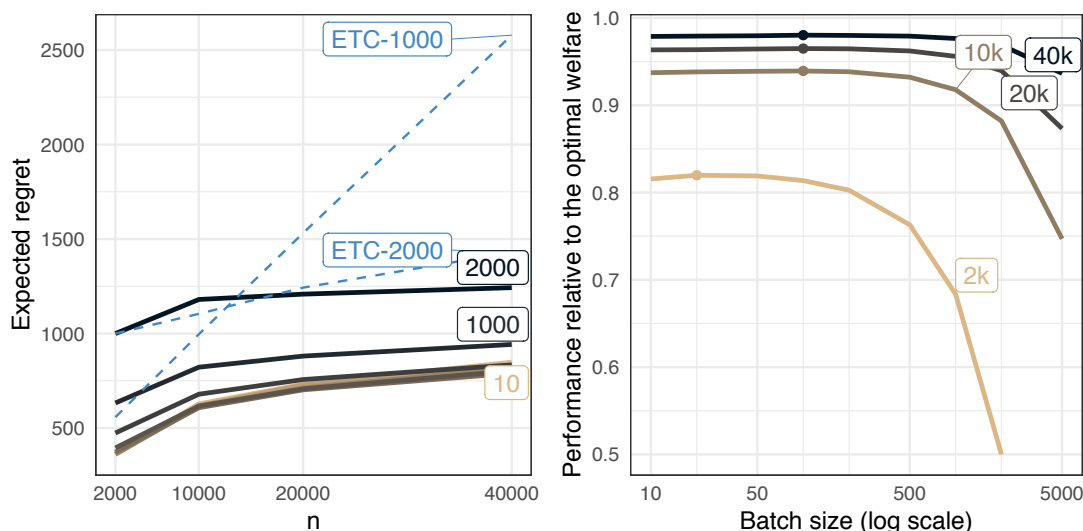 Expected regret
2500
2000
1500
1000
500
ETC-1000
ETC-2000
2000
1000
10
2000
10000
20000
40000
n
Performance relative to the optimal welfare
1.0
0.9
0.8
0.7
0.6
0.5
10k
40k
20k
2k
10
50
500
5000
Batch size (log scale)